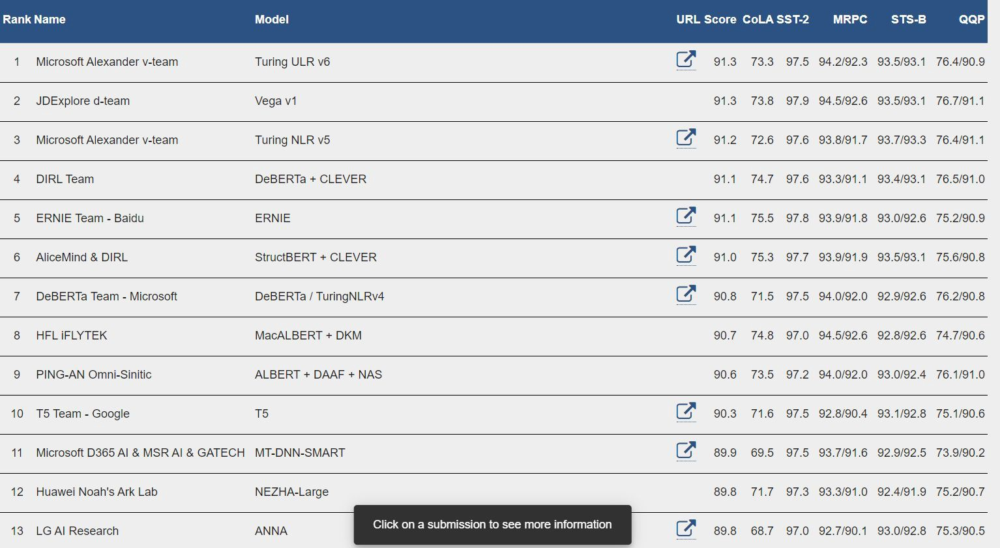 Rank Name Model URL Score CoLA SST-2 MRPC STS-B QQP
1 Microsoft Alexander v-team Turing ULR v6 91.3 73.3 97.5 94.2/92.3 93.5/93.1 76.4/90.9
2 JDExplore d-team Vega v1 91.3 73.8 97.9 94.5/92.6 93.5/93.1 76.7/91.1
3 Microsoft Alexander v-team Turing NLR v5 91.2 72.6 97.6 93.8/91.7 93.7/93.3 76.4/91.1
4 DIRL Team DeBERTa + CLEVER 91.1 74.7 97.6 93.3/91.1 93.4/93.1 76.5/91.0
5 ERNIE Team - Baidu ERNIE 91.1 75.5 97.8 93.9/91.8 93.0/92.6 75.2/90.9
6 AliceMind & DIRL StructBERT + CLEVER 91.0 75.3 97.7 93.9/91.9 93.5/93.1 75.6/90.8
7 DeBERTa Team - Microsoft DeBERTa / TuringNLRv4 90.8 71.5 97.5 94.0/92.0 92.9/92.6 76.2/90.8
8 HFL iFLYTEK MacALBERT + DKM 90.7 74.8 97.0 94.5/92.6 92.8/92.6 74.7/90.6
9 PING-AN Omni-Sinitic ALBERT + DAAF + NAS 90.6 73.5 97.2 94.0/92.0 93.0/92.4 76.1/91.0
10 T5 Team - Google T5 90.3 71.6 97.5 92.8/90.4 93.1/92.8 75.1/90.6
11 Microsoft D365 AI & MSR AI & GATECH MT-DNN-SMART 89.9 69.5 97.5 93.7/91.6 92.9/92.5 73.9/90.2
12 Huawei Noah's Ark Lab NEZHA-Large 89.8 71.7 97.3 93.3/91.0 92.4/91.9 75.2/90.7
13 LG AI Research ANNA 89.8 68.7 97.0 92.7/90.1 93.0/92.8 75.3/90.5
Click on a submission to see more information